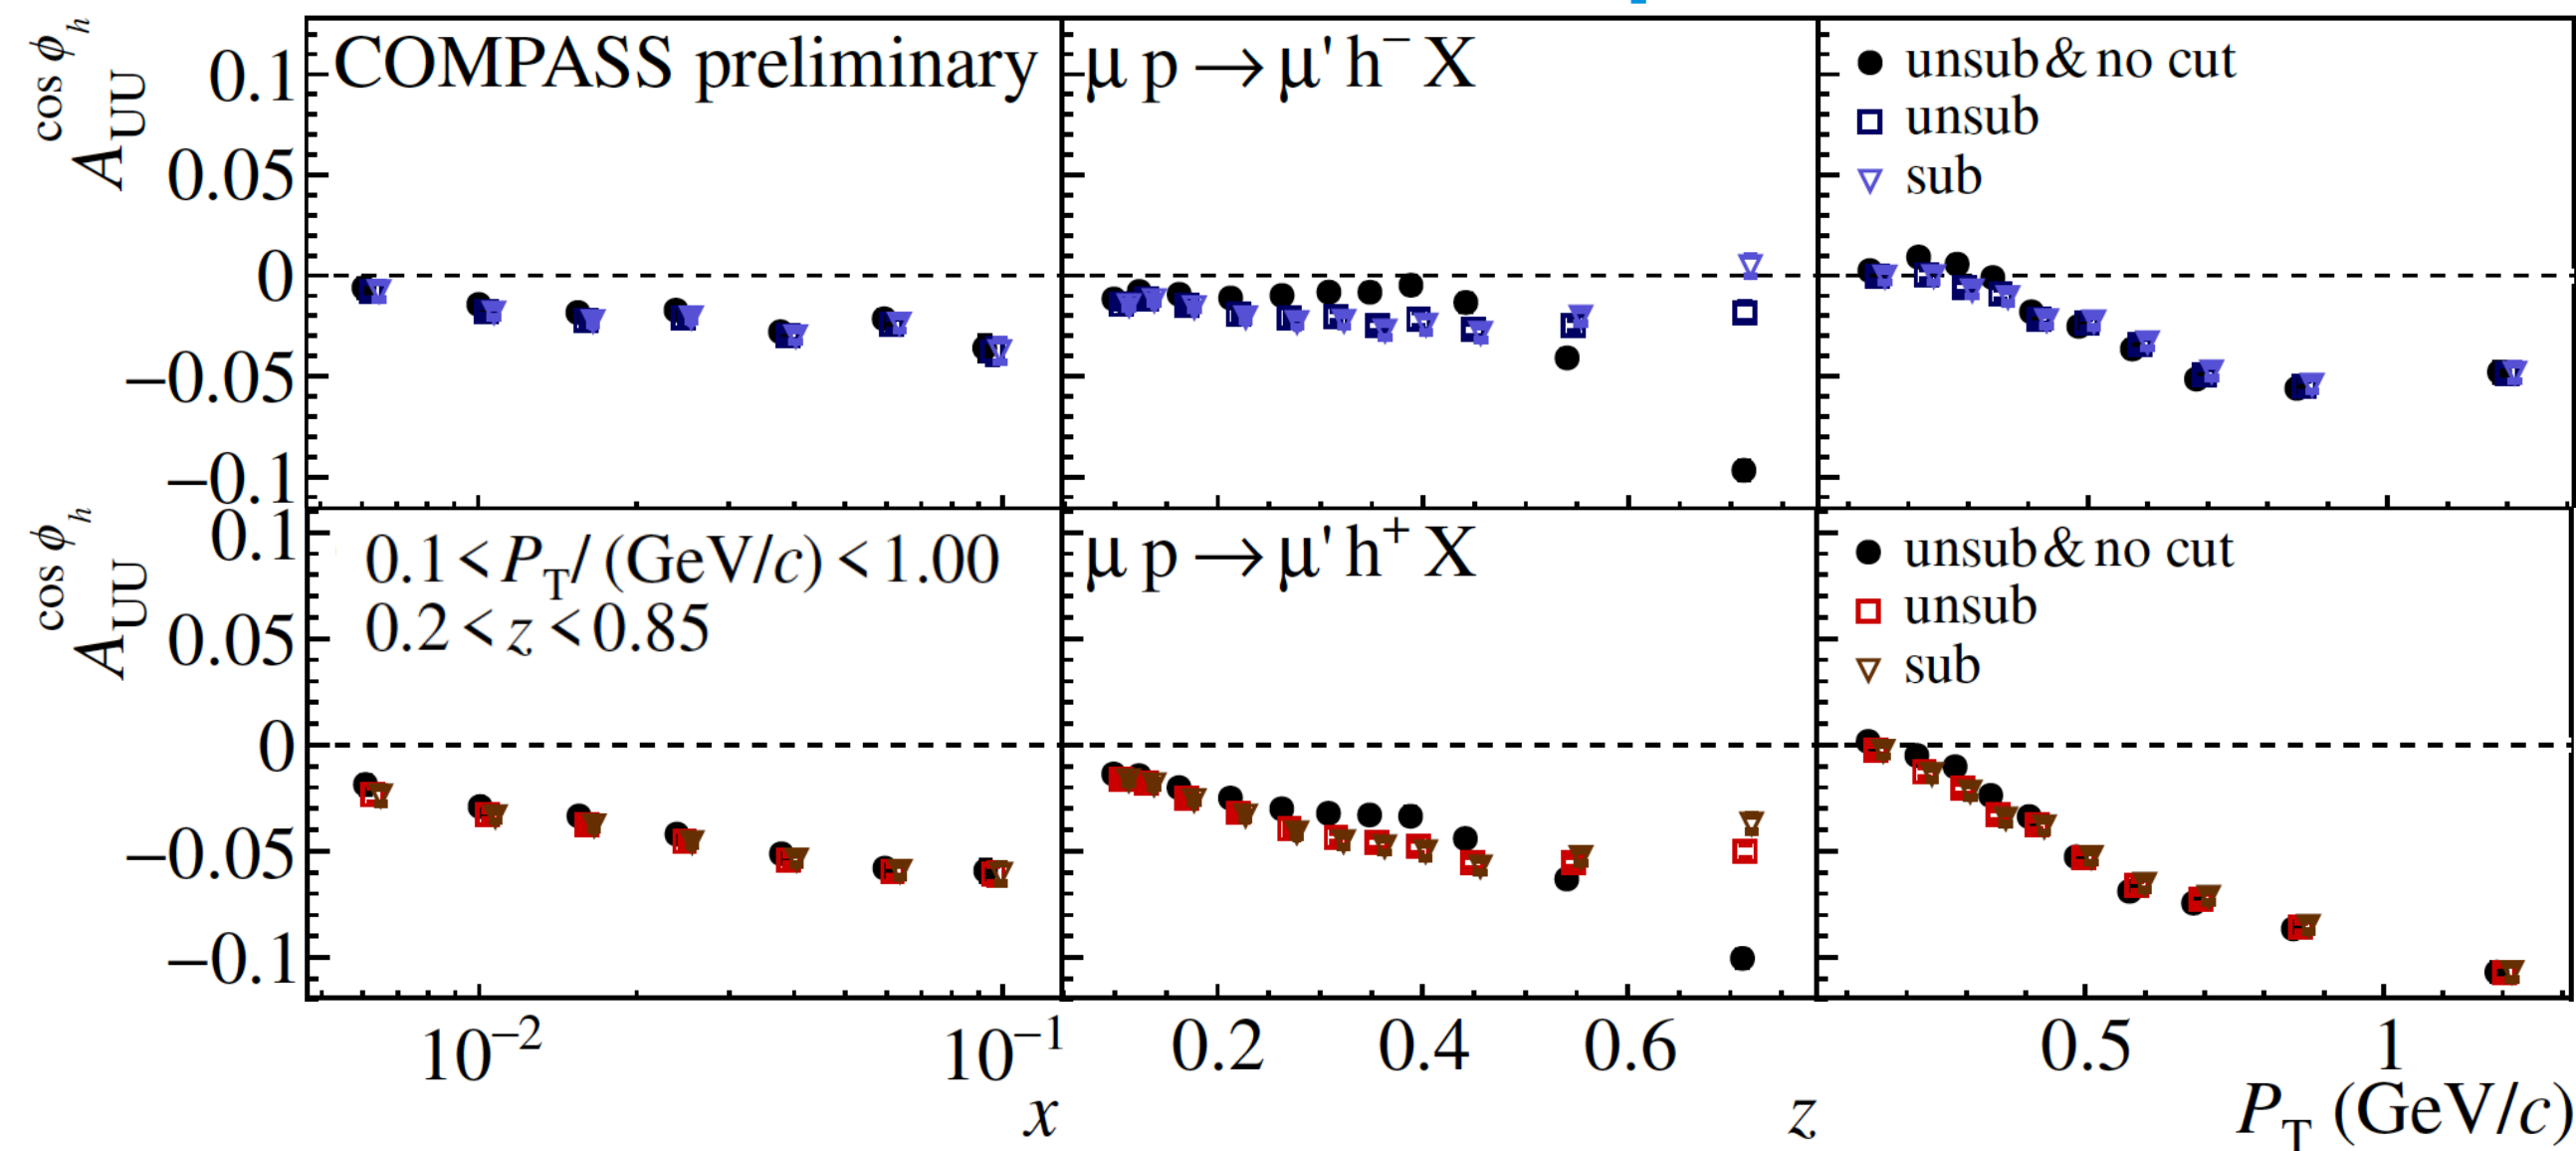 COMPASS preliminary
μ p → μ' h⁻ X
unsub & no cut
unsub
sub
A_UU^{cos ϕ_h}
0.1
0.05
0
−0.05
−0.1
0.1 < P_T / (GeV/c) < 1.00
0.2 < z < 0.85
μ p → μ' h⁺ X
unsub & no cut
unsub
sub
A_UU^{cos ϕ_h}
0.1
0.05
0
−0.05
−0.1
10⁻² 10⁻¹
0.2 0.4 0.6
0.5 1
x
z
P_T (GeV/c)